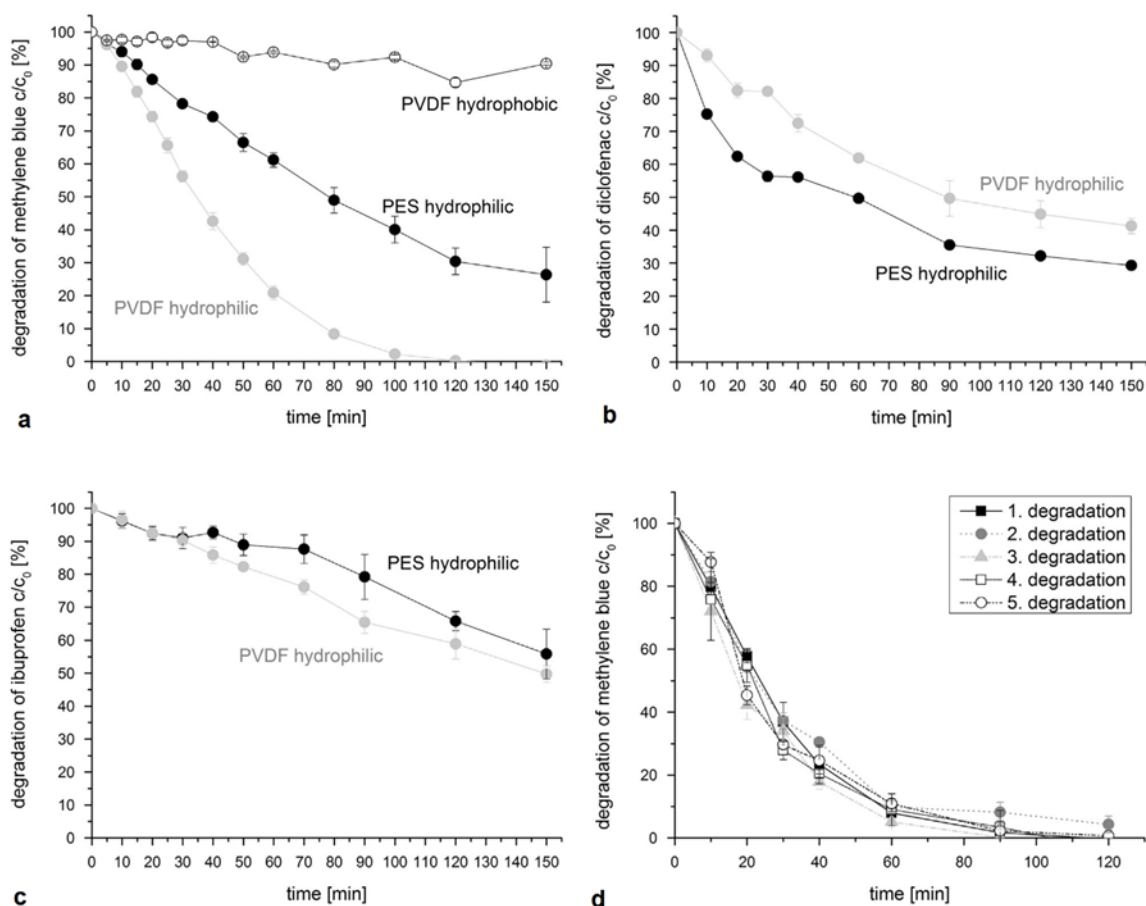 degradation of methylene blue c/c0 [%]
100
90
80
70
60
50
40
30
20
10
0
PVDF hydrophobic
PES hydrophilic
PVDF hydrophilic
0 10 20 30 40 50 60 70 80 90 100 110 120 130 140 150
time [min]
a
degradation of diclofenac c/c0 [%]
100
90
80
70
60
50
40
30
20
10
0
PVDF hydrophilic
PES hydrophilic
0 10 20 30 40 50 60 70 80 90 100 110 120 130 140 150
time [min]
b
degradation of ibuprofen c/c0 [%]
100
90
80
70
60
50
40
30
20
10
0
PES hydrophilic
PVDF hydrophilic
0 10 20 30 40 50 60 70 80 90 100 110 120 130 140 150
time [min]
c
degradation of methylene blue c/c0 [%]
100
80
60
40
20
0
1. degradation
2. degradation
3. degradation
4. degradation
5. degradation
0 20 40 60 80 100 120
time [min]
d